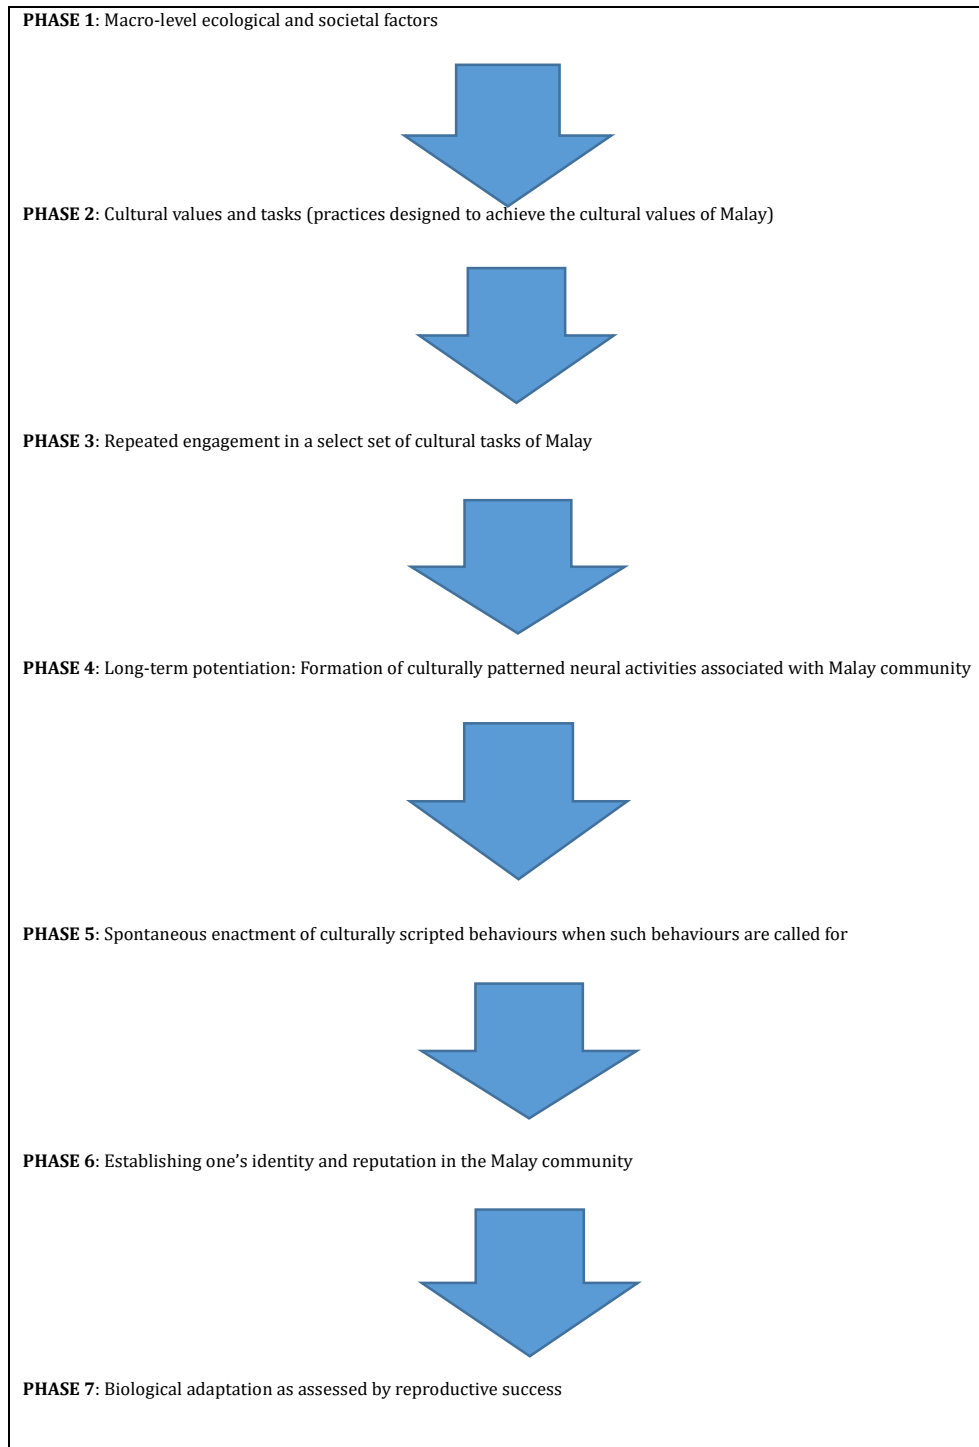 PHASE 1: Macro-level ecological and societal factors
PHASE 2: Cultural values and tasks (practices designed to achieve the cultural values of Malay)
PHASE 3: Repeated engagement in a select set of cultural tasks of Malay
PHASE 4: Long-term potentiation: Formation of culturally patterned neural activities associated with Malay community
PHASE 5: Spontaneous enactment of culturally scripted behaviours when such behaviours are called for
PHASE 6: Establishing one’s identity and reputation in the Malay community
PHASE 7: Biological adaptation as assessed by reproductive success